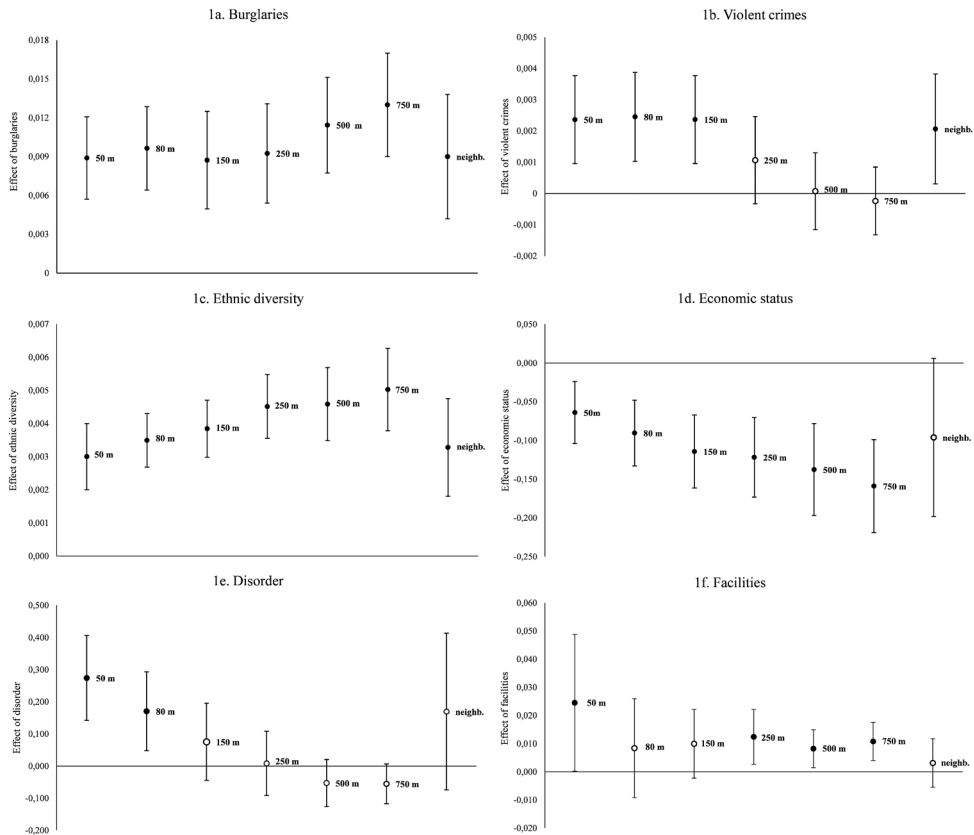 1a. Burglaries
Effect of burglaries
0,018
0,015
0,012
0,009
0,006
0,003
0
50 m
80 m
150 m
250 m
500 m
750 m
neighb.
1b. Violent crimes
Effect of violent crimes
0,005
0,004
0,003
0,002
0,001
0
-0,001
-0,002
50 m
80 m
150 m
250 m
500 m
750 m
neighb.
1c. Ethnic diversity
Effect of ethnic diversity
0,007
0,006
0,005
0,004
0,003
0,002
0,001
0,000
50 m
80 m
150 m
250 m
500 m
750 m
neighb.
1d. Economic status
Effect of economic status
0,050
0,000
-0,050
-0,100
-0,150
-0,200
-0,250
50m
80 m
150 m
250 m
500 m
750 m
neighb.
1e. Disorder
Effect of disorder
0,500
0,400
0,300
0,200
0,100
0,000
-0,100
-0,200
50 m
80 m
150 m
250 m
500 m
750 m
neighb.
1f. Facilities
Effect of facilities
0,060
0,050
0,040
0,030
0,020
0,010
0,000
-0,010
-0,020
50 m
80 m
150 m
250 m
500 m
750 m
neighb.